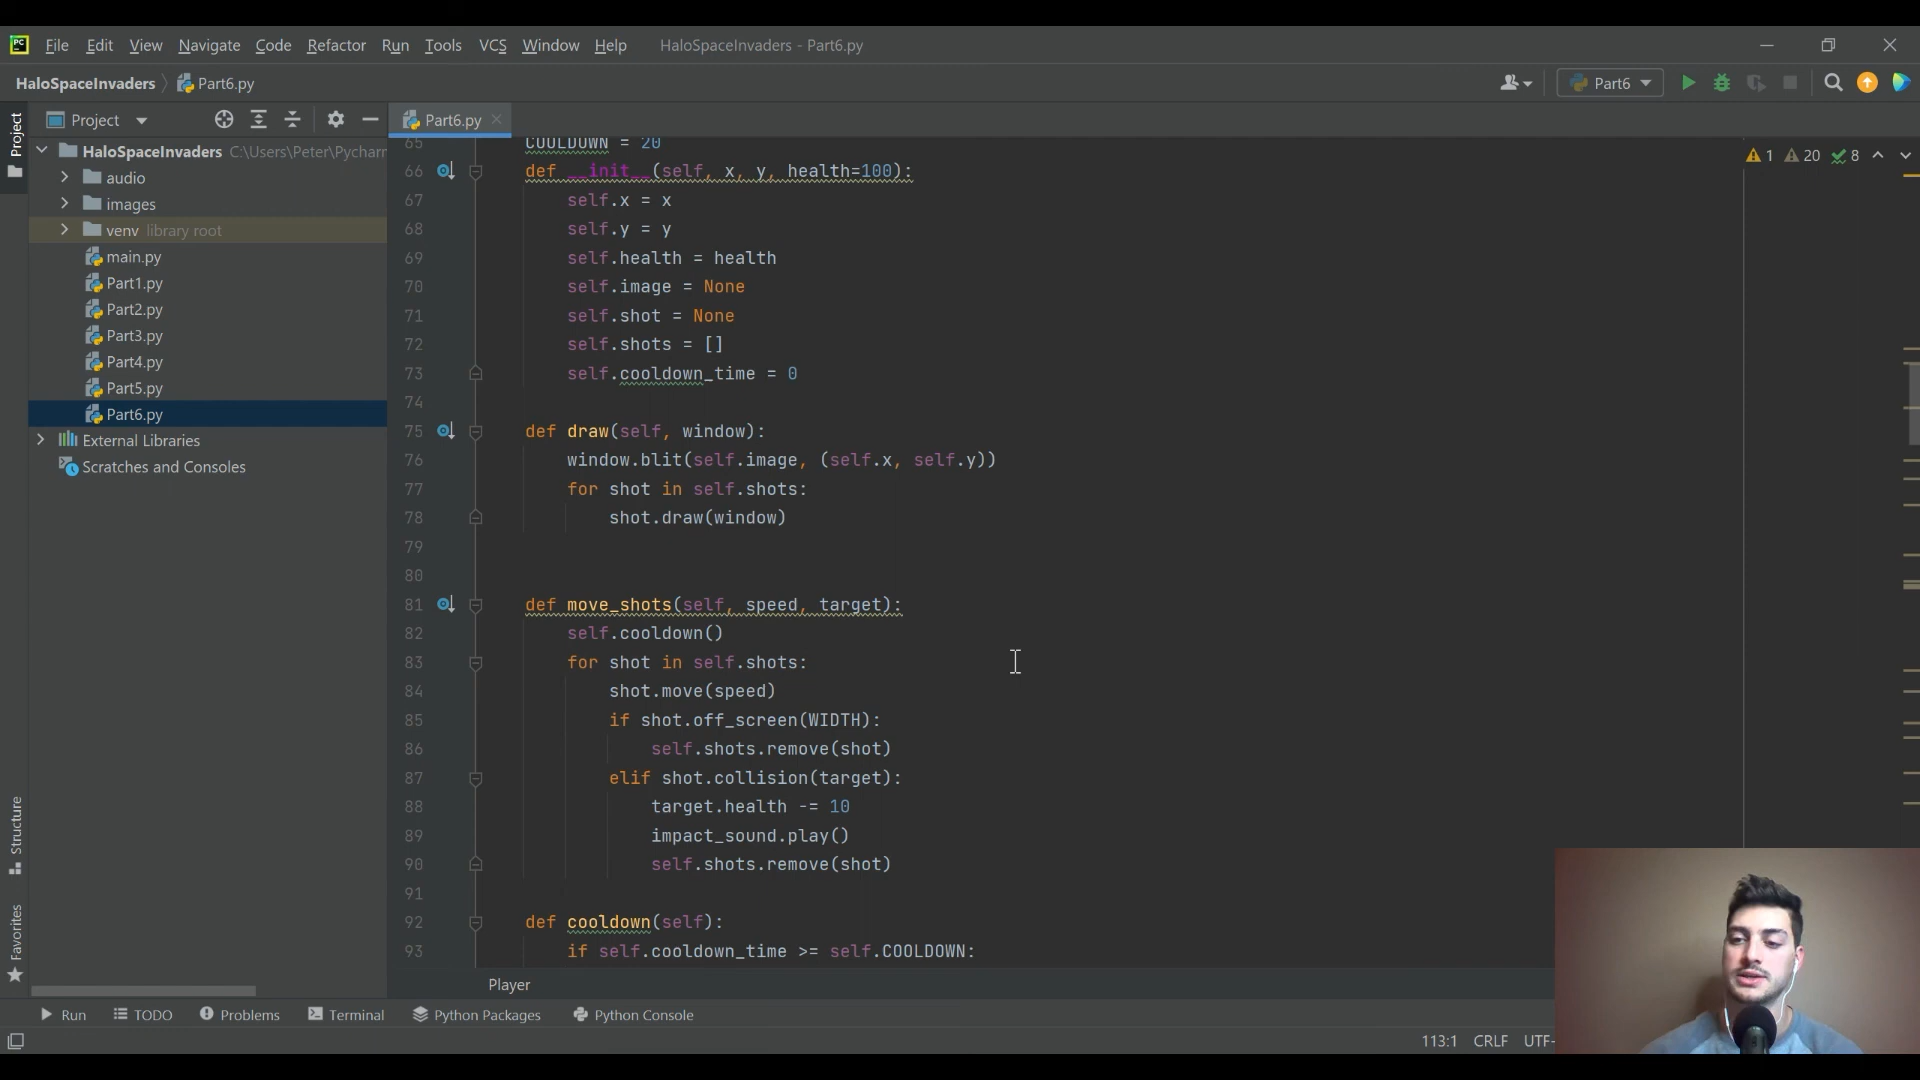 PC File Edit View Navigate Code Refactor Run Tools VCS Window Help HaloSpaceInvaders - Part6.py
HaloSpaceInvaders Part6.py Part6
Project Project Part6.py
HaloSpaceInvaders C:\Users\Peter\Pycharr
audio
images
venv library root
main.py
Part1.py
Part2.py
Part3.py
Part4.py
Part5.py
Part6.py
External Libraries
Scratches and Consoles
Structure
Favorites
1 20 8
65 COOLDOWN = 20
66 def __init__(self, x, y, health=100):
67 self.x = x
68 self.y = y
69 self.health = health
70 self.image = None
71 self.shot = None
72 self.shots = []
73 self.cooldown_time = 0
74
75 def draw(self, window):
76 window.blit(self.image, (self.x, self.y))
77 for shot in self.shots:
78 shot.draw(window)
79
80
81 def move_shots(self, speed, target):
82 self.cooldown()
83 for shot in self.shots:
84 shot.move(speed)
85 if shot.off_screen(WIDTH):
86 self.shots.remove(shot)
87 elif shot.collision(target):
88 target.health -= 10
89 impact_sound.play()
90 self.shots.remove(shot)
91
92 def cooldown(self):
93 if self.cooldown_time >= self.COOLDOWN:
Player
Run TODO Problems Terminal Python Packages Python Console
113:1 CRLF UTF-